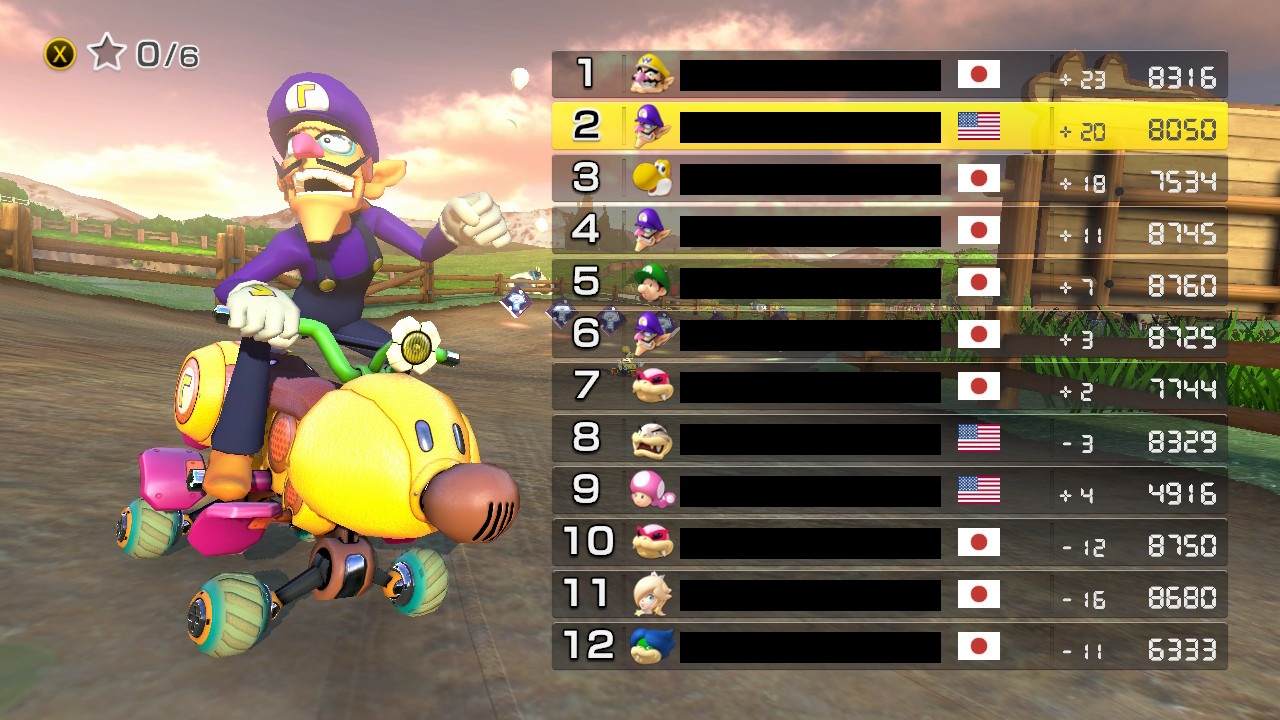 X 0/6
1 + 23 8316
2 + 20 8050
3 + 18 7534
4 + 11 8745
5 + 7 8760
6 + 3 8725
7 + 2 7744
8 - 3 8329
9 + 4 4916
10 - 12 8750
11 - 16 8680
12 - 11 6333